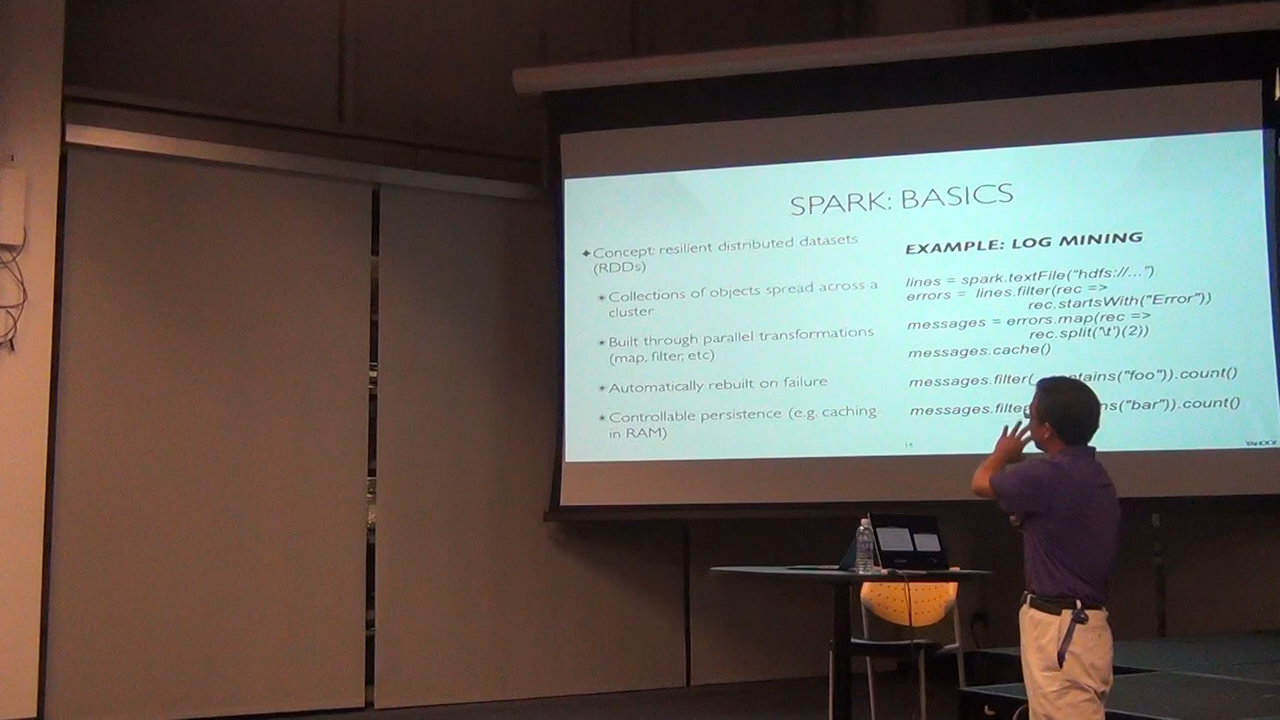 SPARK: BASICS
✦ Concept: resilient distributed datasets
(RDDs)
✴ Collections of objects spread across a
cluster
✴ Built through parallel transformations
(map, filter, etc)
✴ Automatically rebuilt on failure
✴ Controllable persistence (e.g. caching
in RAM)
EXAMPLE: LOG MINING
lines = spark.textFile("hdfs://...")
errors = lines.filter(rec =>
rec.startsWith("Error"))
messages = errors.map(rec =>
rec.split('\t')(2))
messages.cache()
messages.filter(_ ntains("foo")).count()
messages.filte ns("bar")).count()
YAHOO!